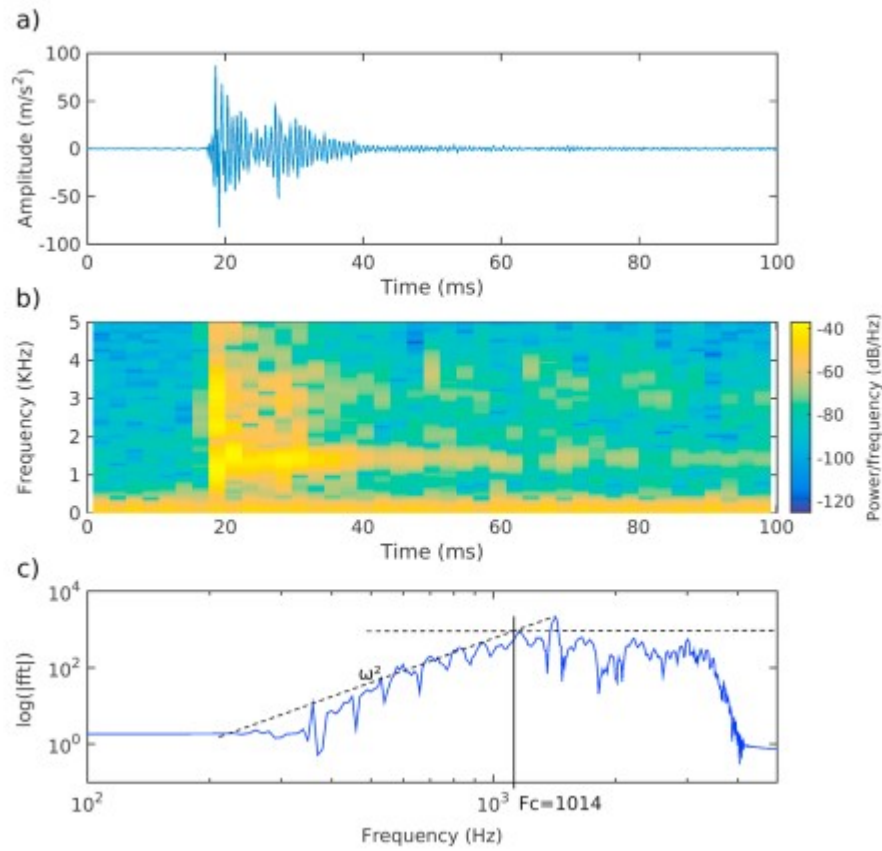 a)
100
50
0
-50
-100
Amplitude (m/s²)
0 20 40 60 80 100
Time (ms)
b)
5
4
3
2
1
0
Frequency (KHz)
0 20 40 60 80 100
Time (ms)
-40
-60
-80
-100
-120
Power/frequency (dB/Hz)
c)
10⁴
10²
10⁰
log(|fft|)
ω²
10² 10³
Fc=1014
Frequency (Hz)